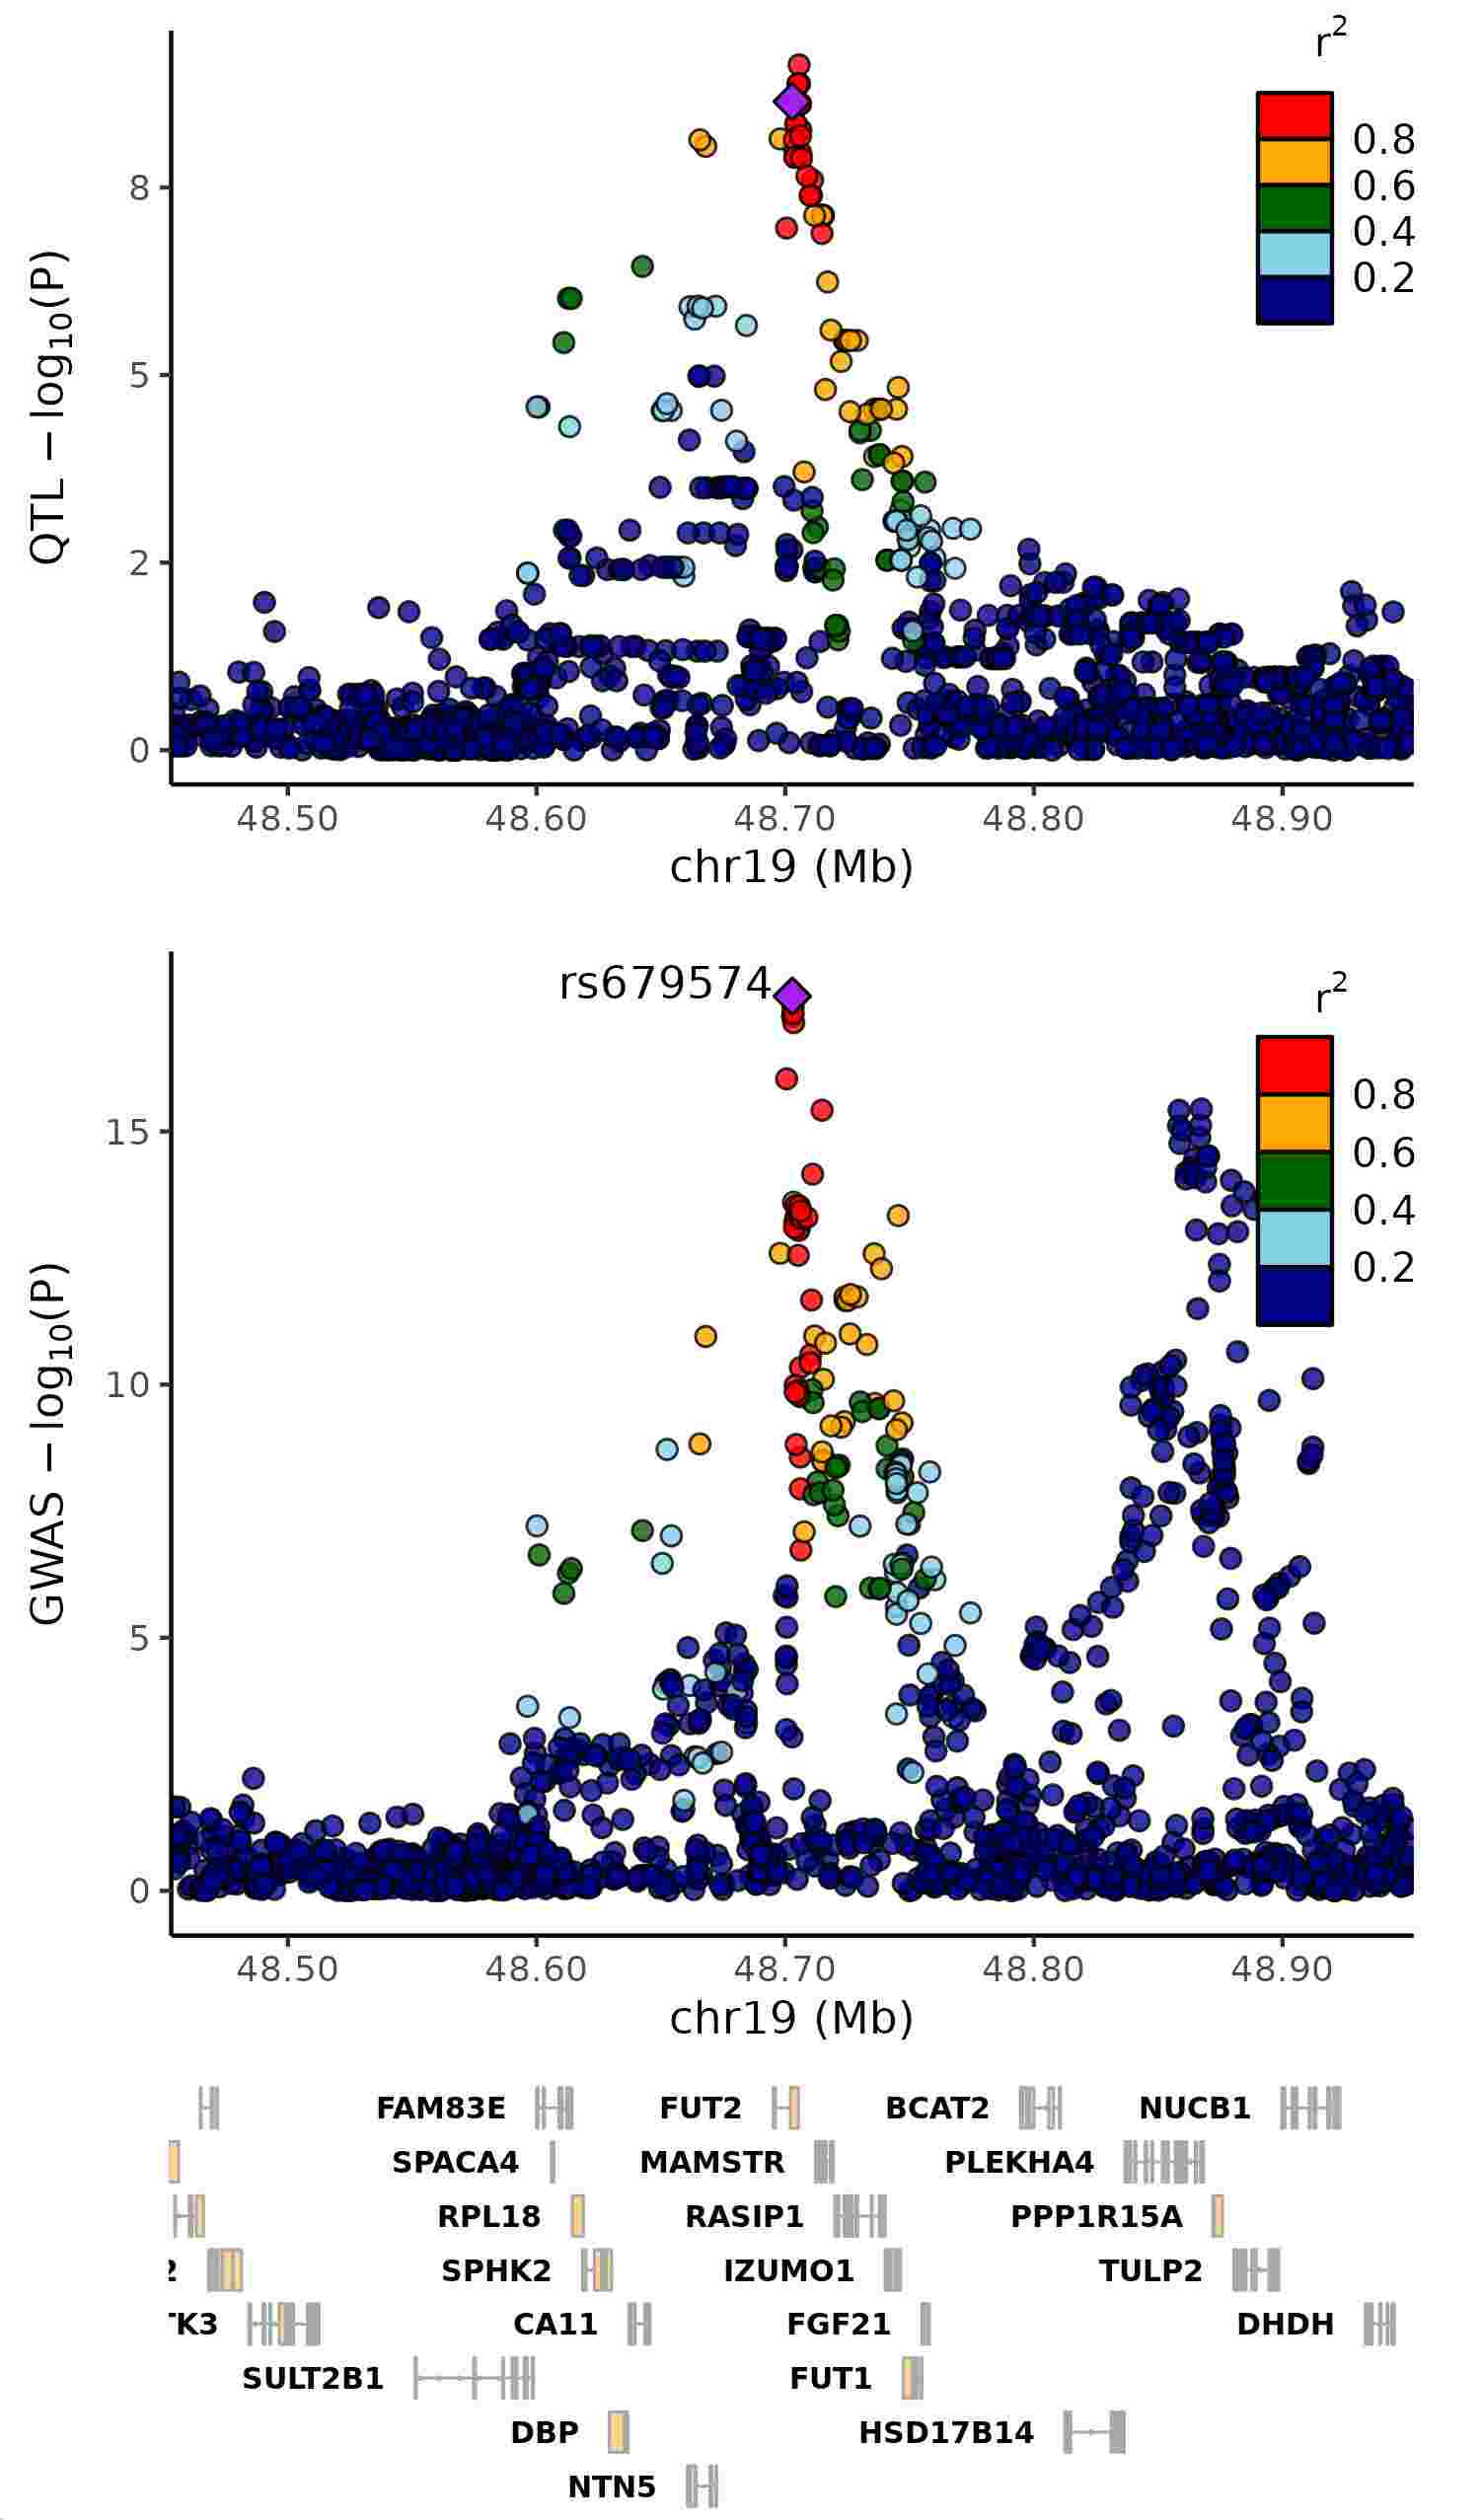 r2
0.8
0.6
0.4
0.2
8
5
2
0
QTL − log10(P)
48.50 48.60 48.70 48.80 48.90
chr19 (Mb)
rs679574
r2
0.8
0.6
0.4
0.2
15
10
5
0
GWAS − log10(P)
48.50 48.60 48.70 48.80 48.90
chr19 (Mb)
FAM83E FUT2 BCAT2 NUCB1
SPACA4 MAMSTR PLEKHA4
RPL18 RASIP1 PPP1R15A
2 SPHK2 IZUMO1 TULP2
TK3 CA11 FGF21 DHDH
SULT2B1 FUT1
DBP HSD17B14
NTN5